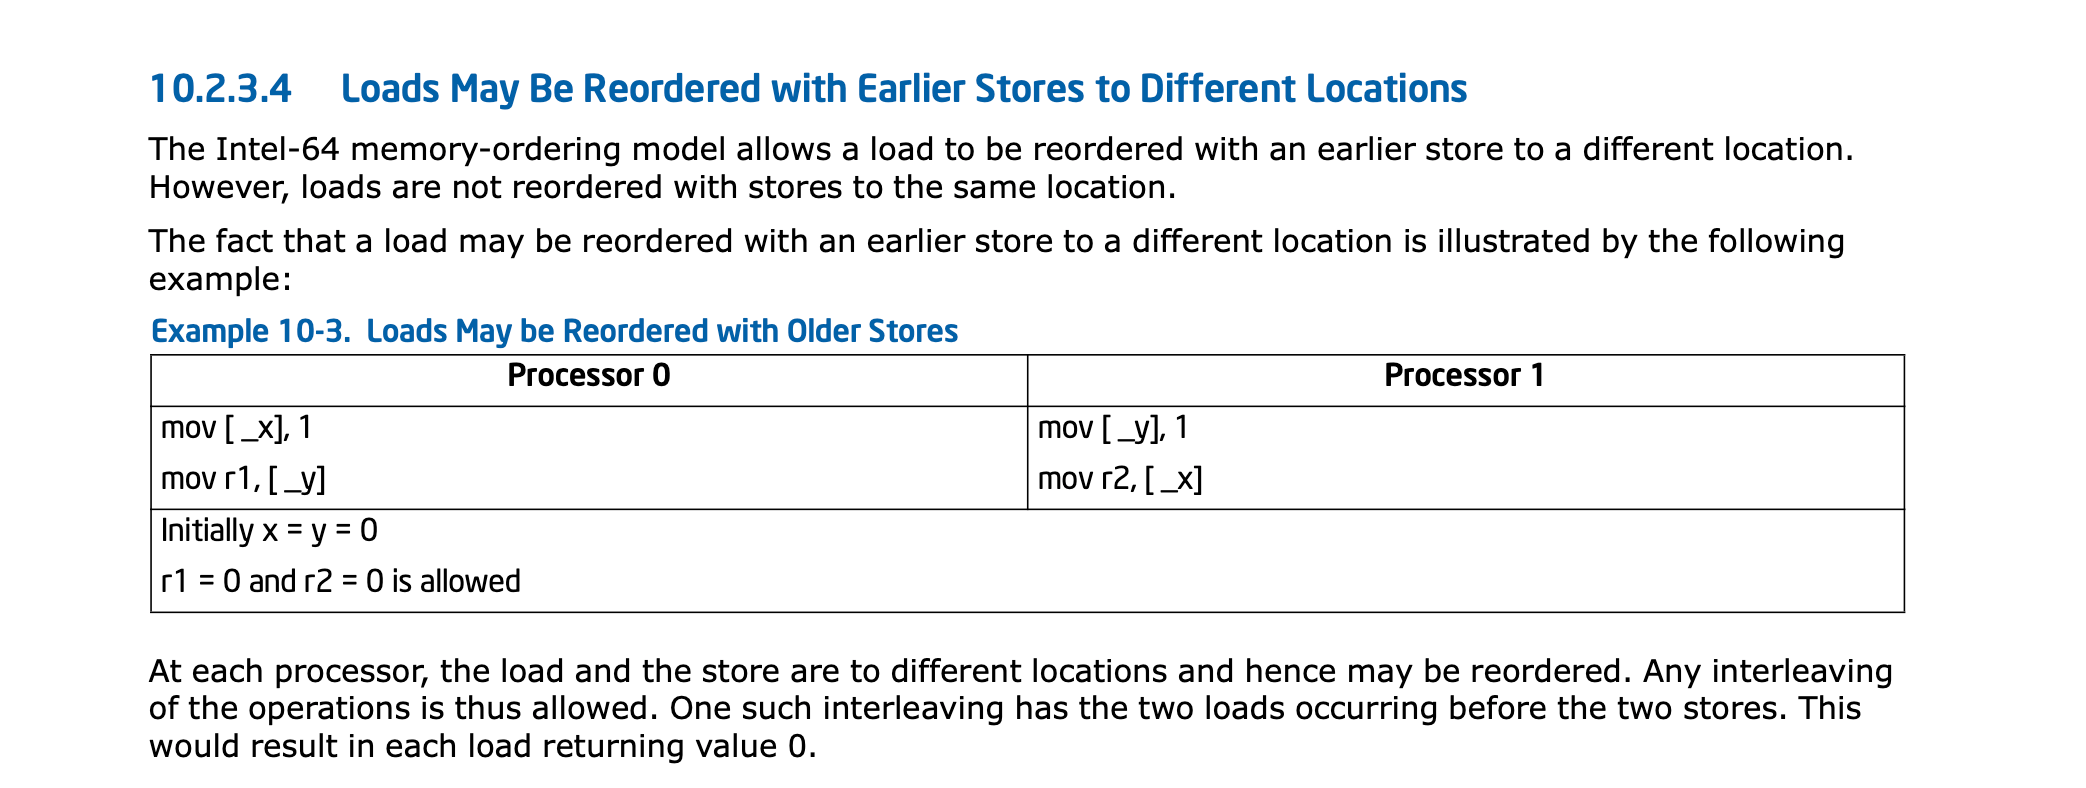 10.2.3.4 Loads May Be Reordered with Earlier Stores to Different Locations
The Intel-64 memory-ordering model allows a load to be reordered with an earlier store to a different location.
However, loads are not reordered with stores to the same location.
The fact that a load may be reordered with an earlier store to a different location is illustrated by the following
example:
Example 10-3. Loads May be Reordered with Older Stores
Processor 0 Processor 1
mov [ _x], 1 mov [ _y], 1
mov r1, [ _y] mov r2, [ _x]
Initially x = y = 0
r1 = 0 and r2 = 0 is allowed
At each processor, the load and the store are to different locations and hence may be reordered. Any interleaving
of the operations is thus allowed. One such interleaving has the two loads occurring before the two stores. This
would result in each load returning value 0.